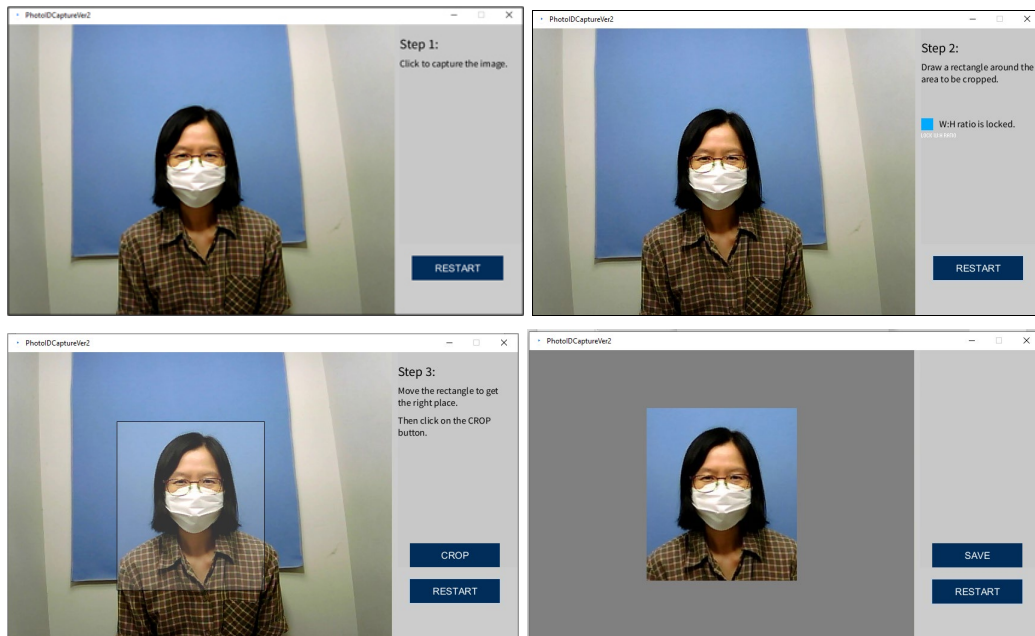 PhotoIDCaptureVer2
Step 1:
Click to capture the image.
RESTART
PhotoIDCaptureVer2
Step 2:
Draw a rectangle around the
area to be cropped.
W:H ratio is locked.
RESTART
PhotoIDCaptureVer2
Step 3:
Move the rectangle to get
the right place.
Then click on the CROP
button.
CROP
RESTART
PhotoIDCaptureVer2
SAVE
RESTART